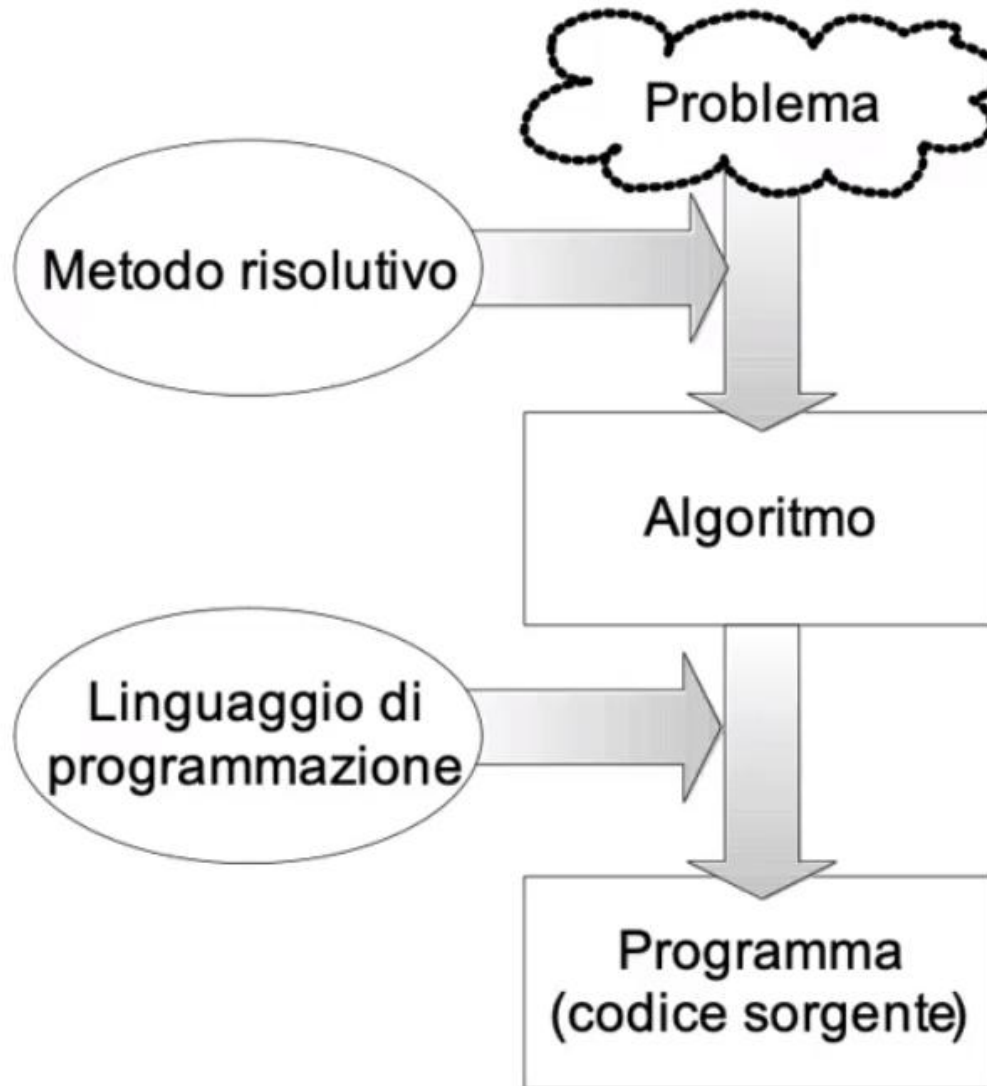 Problema
Metodo risolutivo
Algoritmo
Linguaggio di
programmazione
Programma
(codice sorgente)